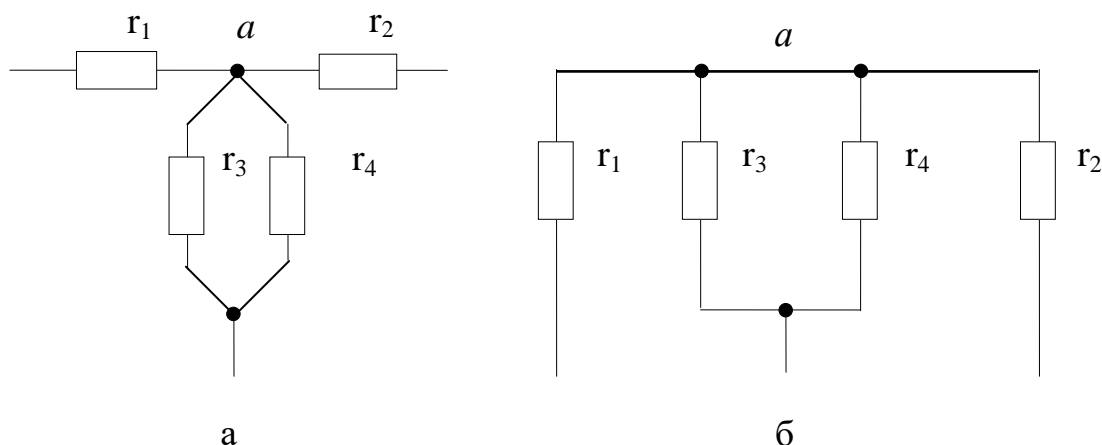 r₁ a r₂
a
r₃ r₄
r₁ r₃ r₄ r₂
а б